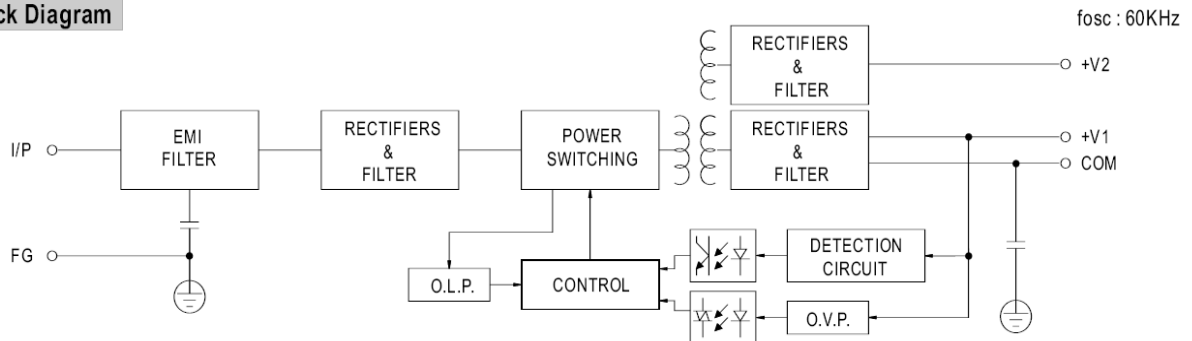 ck Diagram
fosc : 60KHz
RECTIFIERS
&
FILTER
+V2
I/P
EMI
FILTER
RECTIFIERS
&
FILTER
POWER
SWITCHING
RECTIFIERS
&
FILTER
+V1
COM
FG
O.L.P.
CONTROL
DETECTION
CIRCUIT
O.V.P.